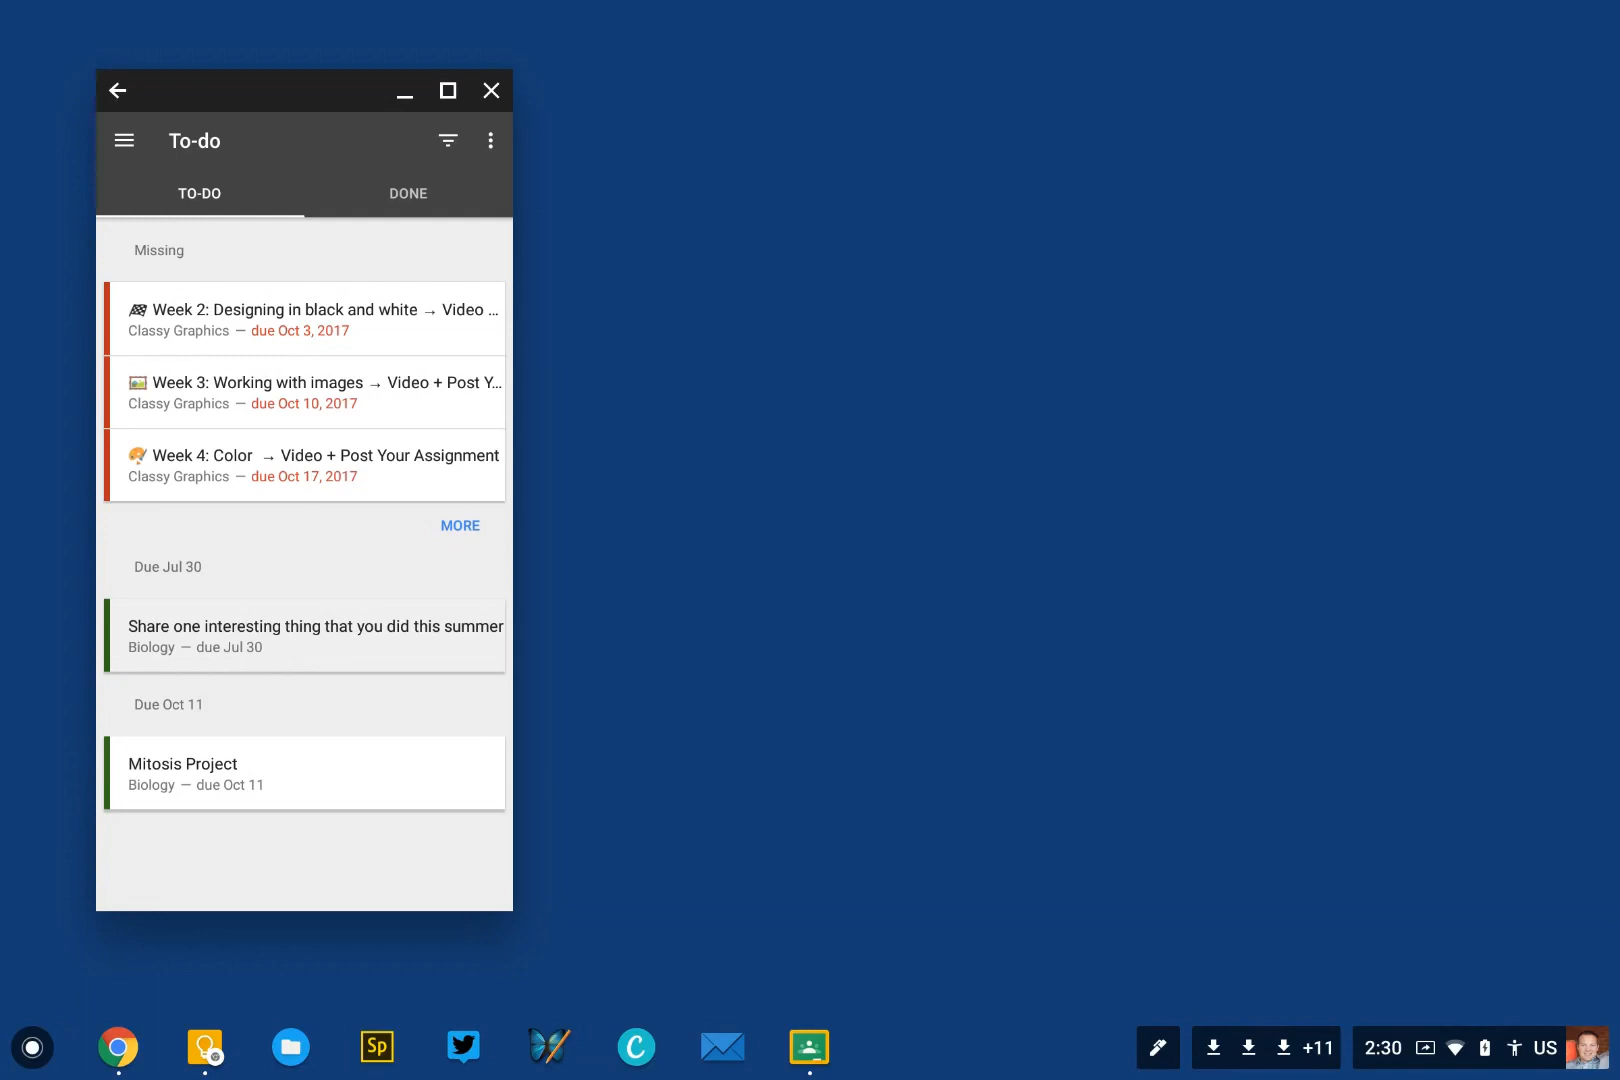 To-do
TO-DO
DONE
Missing
Week 2: Designing in black and white → Video ...
Classy Graphics — due Oct 3, 2017
Week 3: Working with images → Video + Post Y...
Classy Graphics — due Oct 10, 2017
Week 4: Color → Video + Post Your Assignment
Classy Graphics — due Oct 17, 2017
MORE
Due Jul 30
Share one interesting thing that you did this summer
Biology — due Jul 30
Due Oct 11
Mitosis Project
Biology — due Oct 11
Sp
C
+11
2:30
US